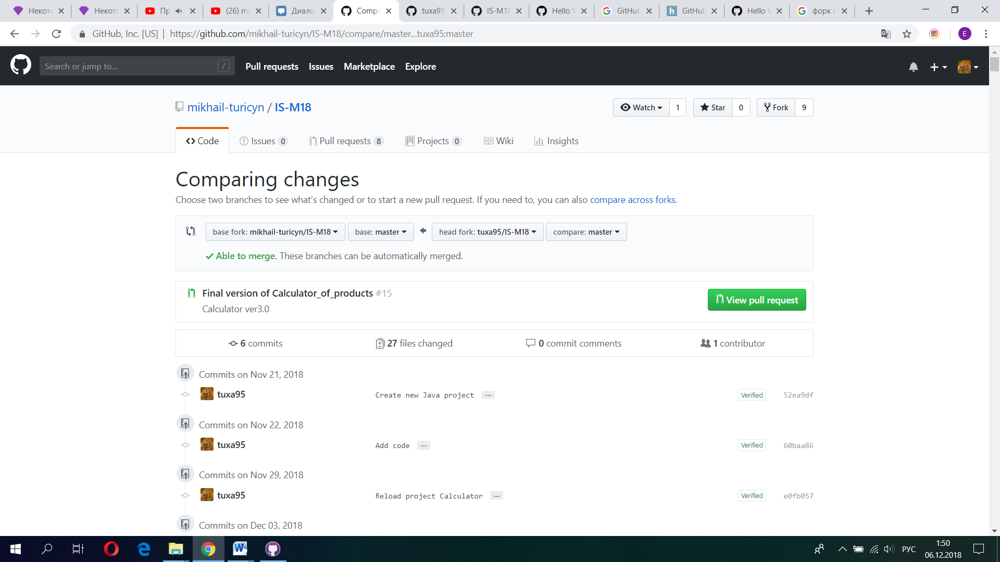 Некото
Некото
Пр
(26) m
Диало
Compa
tuxa95
IS-M18
Hello W
GitHub
GitHub
Hello W
форк г
GitHub, Inc. [US] | https://github.com/mikhail-turicyn/IS-M18/compare/master...tuxa95:master
E
Search or jump to... /
Pull requests Issues Marketplace Explore
mikhail-turicyn / IS-M18
Watch 1 Star 0 Fork 9
Code Issues 0 Pull requests 8 Projects 0 Wiki Insights
Comparing changes
Choose two branches to see what's changed or to start a new pull request. If you need to, you can also compare across forks.
base fork: mikhail-turicyn/IS-M18 base: master head fork: tuxa95/IS-M18 compare: master
Able to merge. These branches can be automatically merged.
Final version of Calculator_of_products #15
Calculator ver3.0
View pull request
6 commits 27 files changed 0 commit comments 1 contributor
Commits on Nov 21, 2018
tuxa95 Create new Java project ... Verified 52ea9df
Commits on Nov 22, 2018
tuxa95 Add code ... Verified 60baa86
Commits on Nov 29, 2018
tuxa95 Reload project Calculator ... Verified e0fb057
Commits on Dec 03, 2018
РУС
1:50
06.12.2018